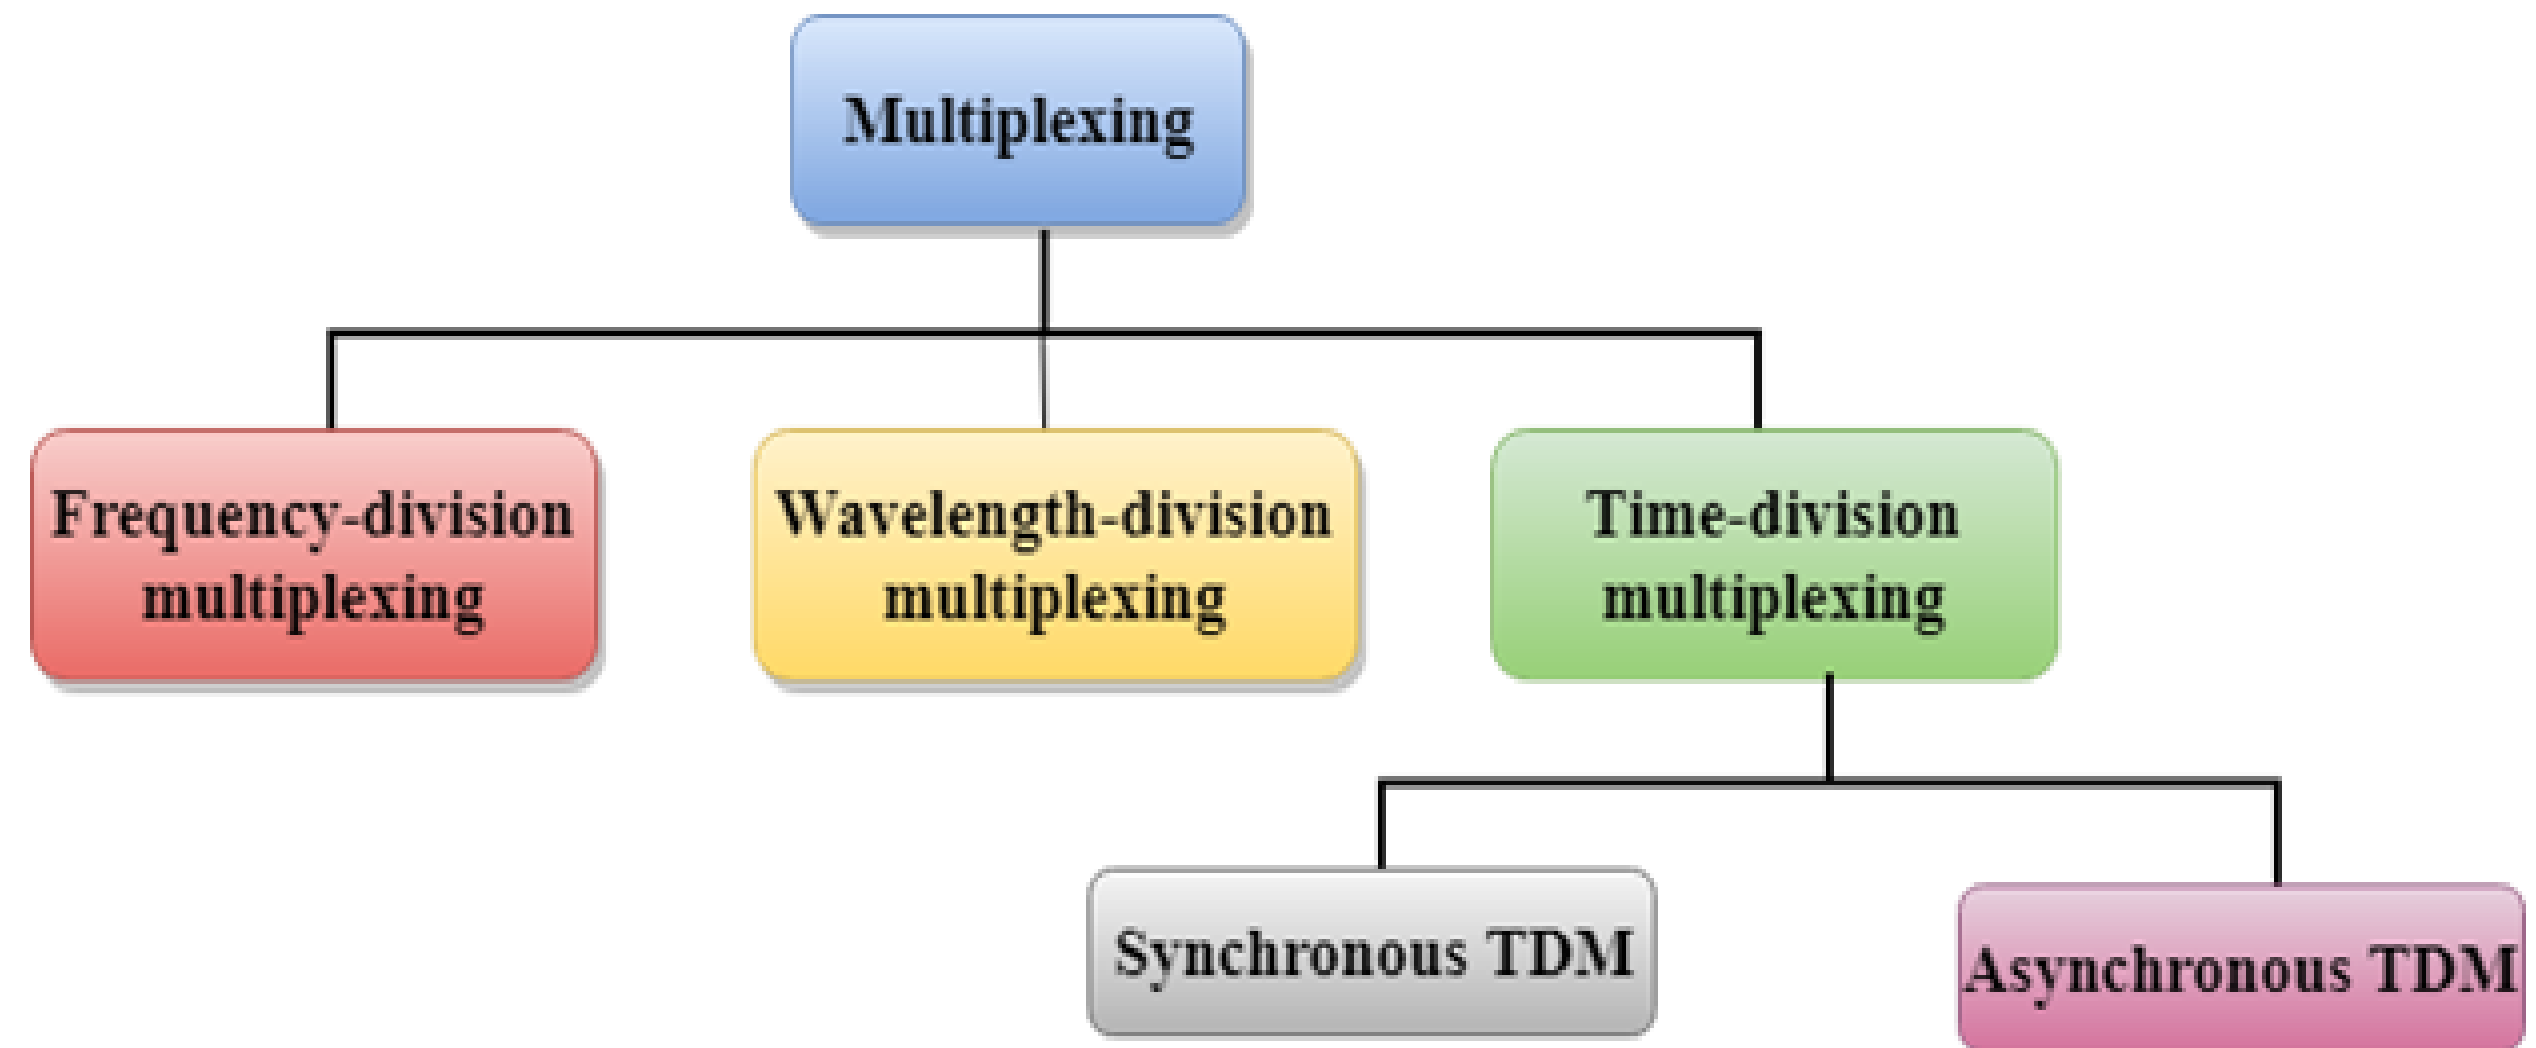 Multiplexing
Frequency-division
multiplexing
Wavelength-division
multiplexing
Time-division
multiplexing
Synchronous TDM
Asynchronous TDM